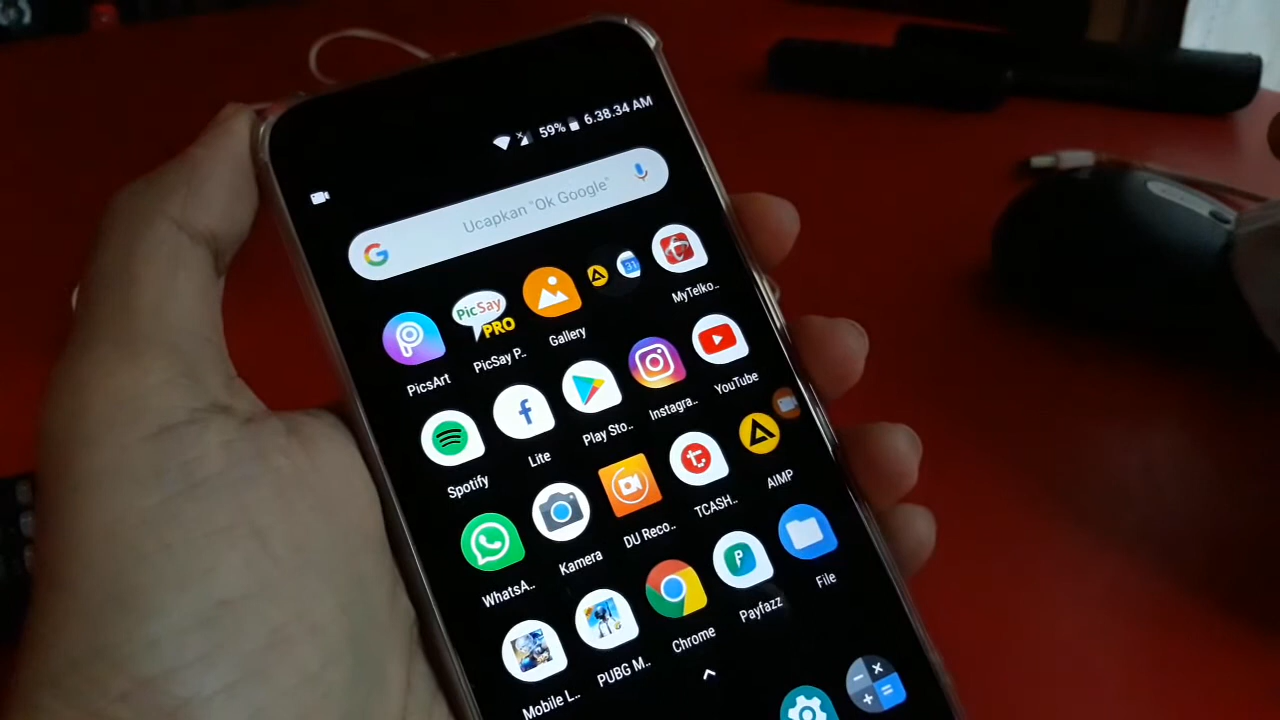 59% 6.38.34 AM
G Ucapkan "Ok Google"
PicSay
PRO
31
PicsArt
PicSay P..
Gallery
MyTelko..
Spotify
Lite
Play Sto..
Instagra..
YouTube
WhatsA..
Kamera
DU Reco..
TCASH..
AIMP
Mobile L..
PUBG M..
Chrome
Payfazz
File